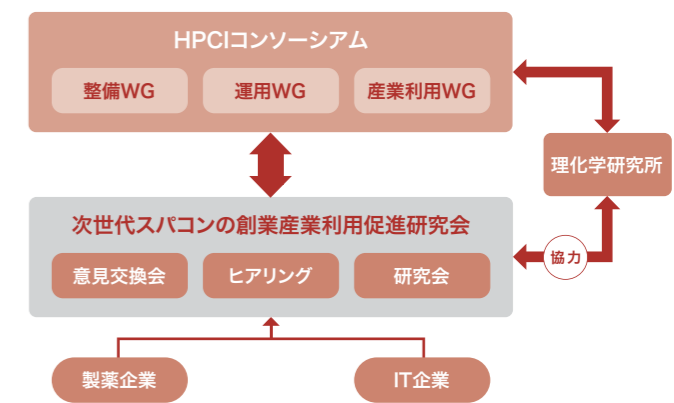 HPCIコンソーシアム
整備WG
運用WG
産業利用WG
理化学研究所
次世代スパコンの創業産業利用促進研究会
協力
意見交換会
ヒアリング
研究会
製薬企業
IT企業